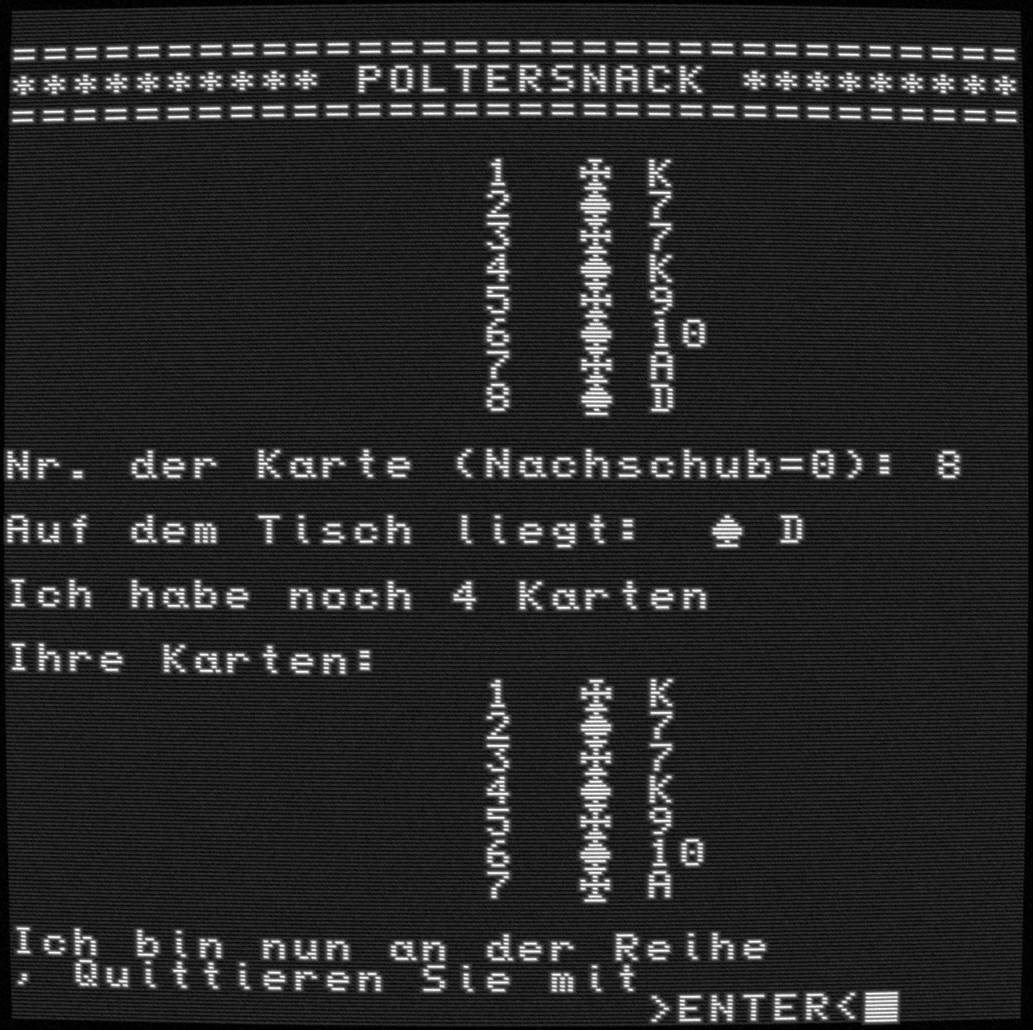 ================================
********** POLTERSNACK *********
================================
1 ♣ K
2 ♠ 7
3 ♣ 7
4 ♠ K
5 ♣ 9
6 ♠ 10
7 ♣ A
8 ♠ D
Nr. der Karte (Nachschub=0): 8
Auf dem Tisch liegt: ♠ D
Ich habe noch 4 Karten
Ihre Karten:
1 ♣ K
2 ♠ 7
3 ♣ 7
4 ♠ K
5 ♣ 9
6 ♠ 10
7 ♣ A
Ich bin nun an der Reihe
, Quittieren Sie mit
>ENTER<